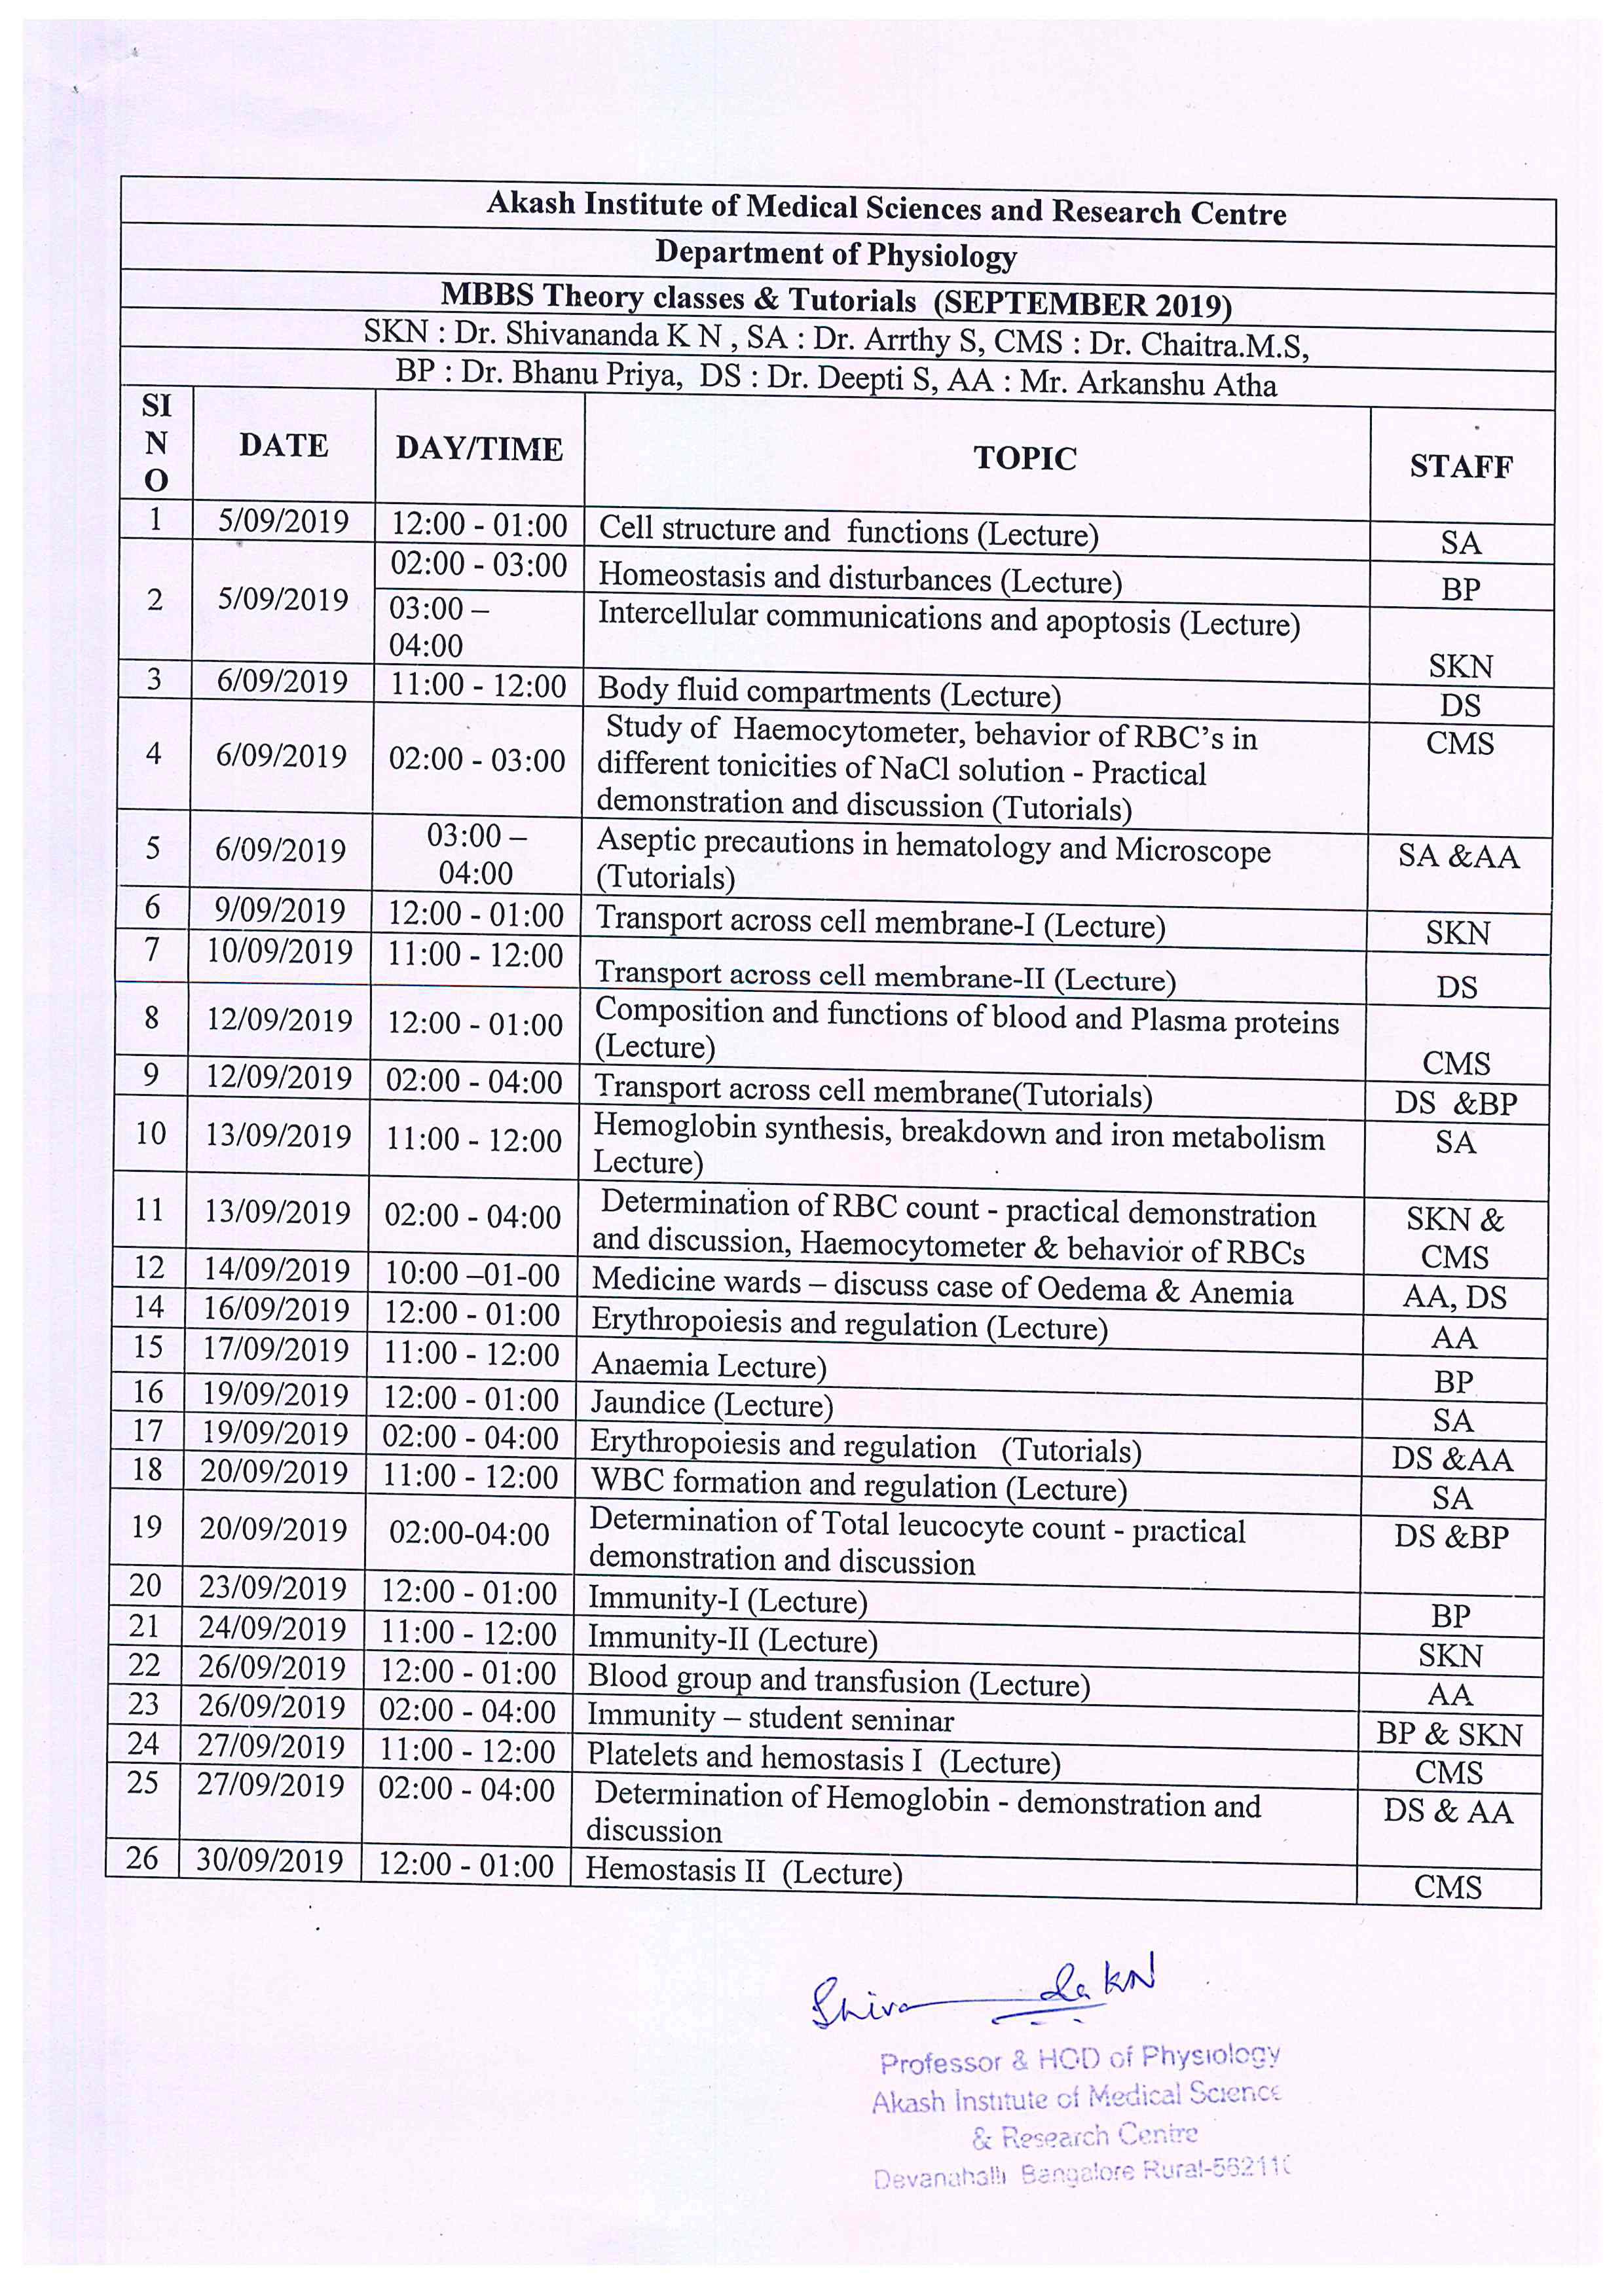 Akash Institute of Medical Sciences and Research Centre
Department of Physiology
MBBS Theory classes & Tutorials (SEPTEMBER 2019)
SKN : Dr. Shivananda K N , SA : Dr. Arrthy S, CMS : Dr. Chaitra.M.S,
BP : Dr. Bhanu Priya, DS : Dr. Deepti S, AA : Mr. Arkanshu Atha
SI
N
O
DATE
DAY/TIME
TOPIC
STAFF
1 5/09/2019 12:00 - 01:00 Cell structure and functions (Lecture) SA
2 5/09/2019 02:00 - 03:00 Homeostasis and disturbances (Lecture) BP
03:00 – Intercellular communications and apoptosis (Lecture)
04:00 SKN
3 6/09/2019 11:00 - 12:00 Body fluid compartments (Lecture) DS
Study of Haemocytometer, behavior of RBC's in CMS
4 6/09/2019 02:00 - 03:00 different tonicities of NaCl solution - Practical
demonstration and discussion (Tutorials)
5 6/09/2019 03:00 – Aseptic precautions in hematology and Microscope SA &AA
04:00 (Tutorials)
6 9/09/2019 12:00 - 01:00 Transport across cell membrane-I (Lecture) SKN
7 10/09/2019 11:00 - 12:00 Transport across cell membrane-II (Lecture) DS
8 12/09/2019 12:00 - 01:00 Composition and functions of blood and Plasma proteins
(Lecture) CMS
9 12/09/2019 02:00 - 04:00 Transport across cell membrane(Tutorials) DS &BP
10 13/09/2019 11:00 - 12:00 Hemoglobin synthesis, breakdown and iron metabolism SA
Lecture)
11 13/09/2019 02:00 - 04:00 Determination of RBC count - practical demonstration SKN &
and discussion, Haemocytometer & behavior of RBCs CMS
12 14/09/2019 10:00 –01-00 Medicine wards – discuss case of Oedema & Anemia AA, DS
14 16/09/2019 12:00 - 01:00 Erythropoiesis and regulation (Lecture) AA
15 17/09/2019 11:00 - 12:00 Anaemia Lecture) BP
16 19/09/2019 12:00 - 01:00 Jaundice (Lecture) SA
17 19/09/2019 02:00 - 04:00 Erythropoiesis and regulation (Tutorials) DS &AA
18 20/09/2019 11:00 - 12:00 WBC formation and regulation (Lecture) SA
19 20/09/2019 02:00-04:00 Determination of Total leucocyte count - practical DS &BP
demonstration and discussion
20 23/09/2019 12:00 - 01:00 Immunity-I (Lecture) BP
21 24/09/2019 11:00 - 12:00 Immunity-II (Lecture) SKN
22 26/09/2019 12:00 - 01:00 Blood group and transfusion (Lecture) AA
23 26/09/2019 02:00 - 04:00 Immunity – student seminar BP & SKN
24 27/09/2019 11:00 - 12:00 Platelets and hemostasis I (Lecture) CMS
25 27/09/2019 02:00 - 04:00 Determination of Hemoglobin - demonstration and DS & AA
discussion
26 30/09/2019 12:00 - 01:00 Hemostasis II (Lecture) CMS
KN
Professor & HOD of Physiology
Akash Institute of Medical Science
& Research Centre
Devanahalli Bangalore Rural-562110